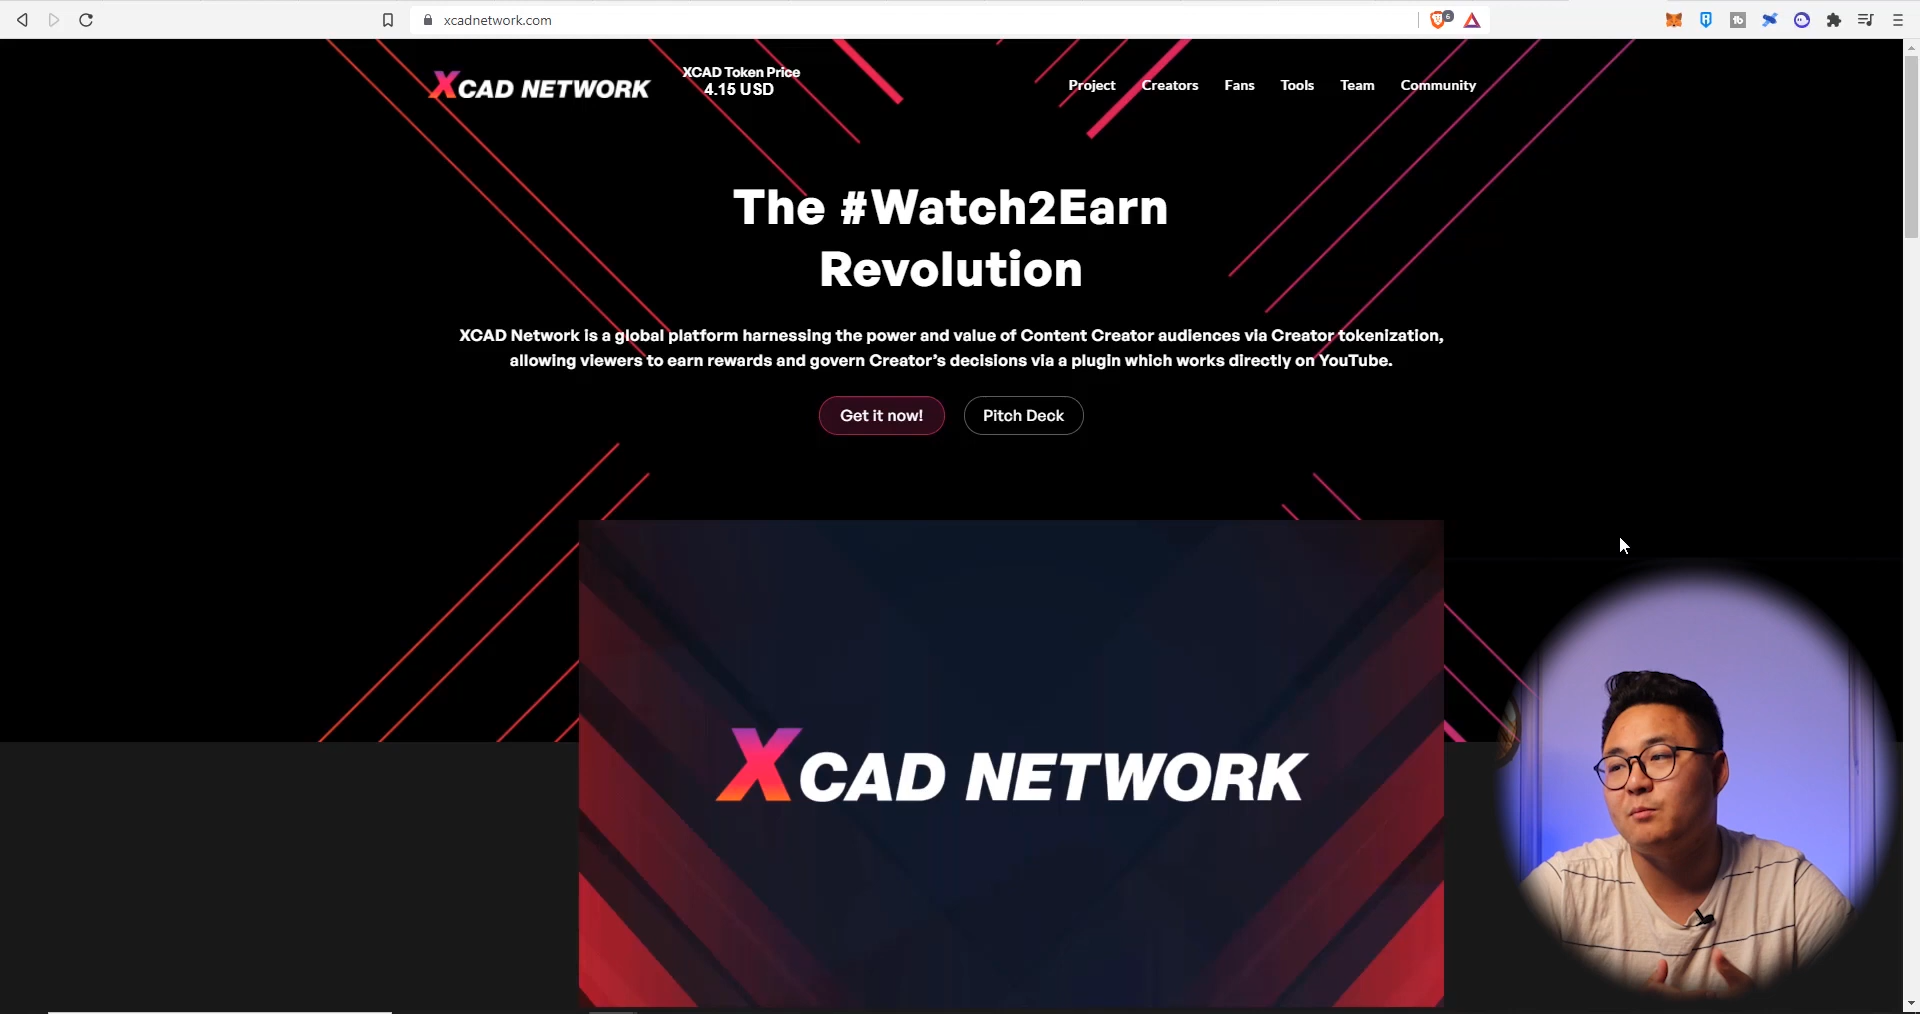 xcadnetwork.com
6
XCAD NETWORK
XCAD Token Price
4.15 USD
Project
Creators
Fans
Tools
Team
Community
The #Watch2Earn
Revolution
XCAD Network is a global platform harnessing the power and value of Content Creator audiences via Creator tokenization,
allowing viewers to earn rewards and govern Creator’s decisions via a plugin which works directly on YouTube.
Get it now!
Pitch Deck
XCAD NETWORK